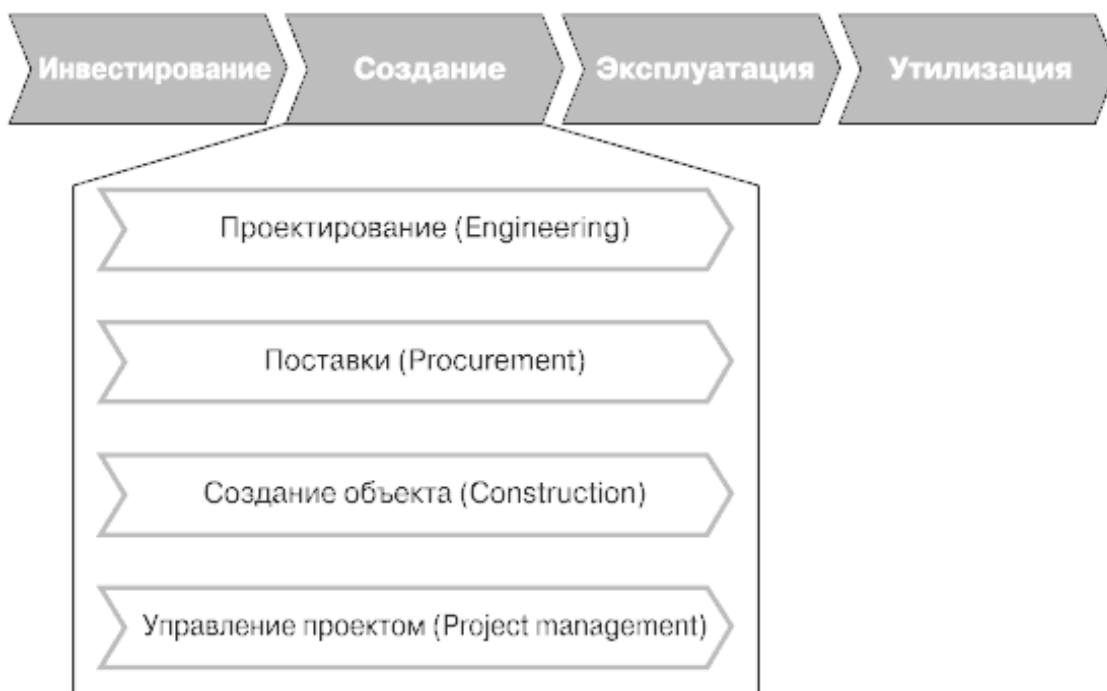 Инвестирование
Создание
Эксплуатация
Утилизация
Проектирование (Engineering)
Поставки (Procurement)
Создание объекта (Construction)
Управление проектом (Project management)